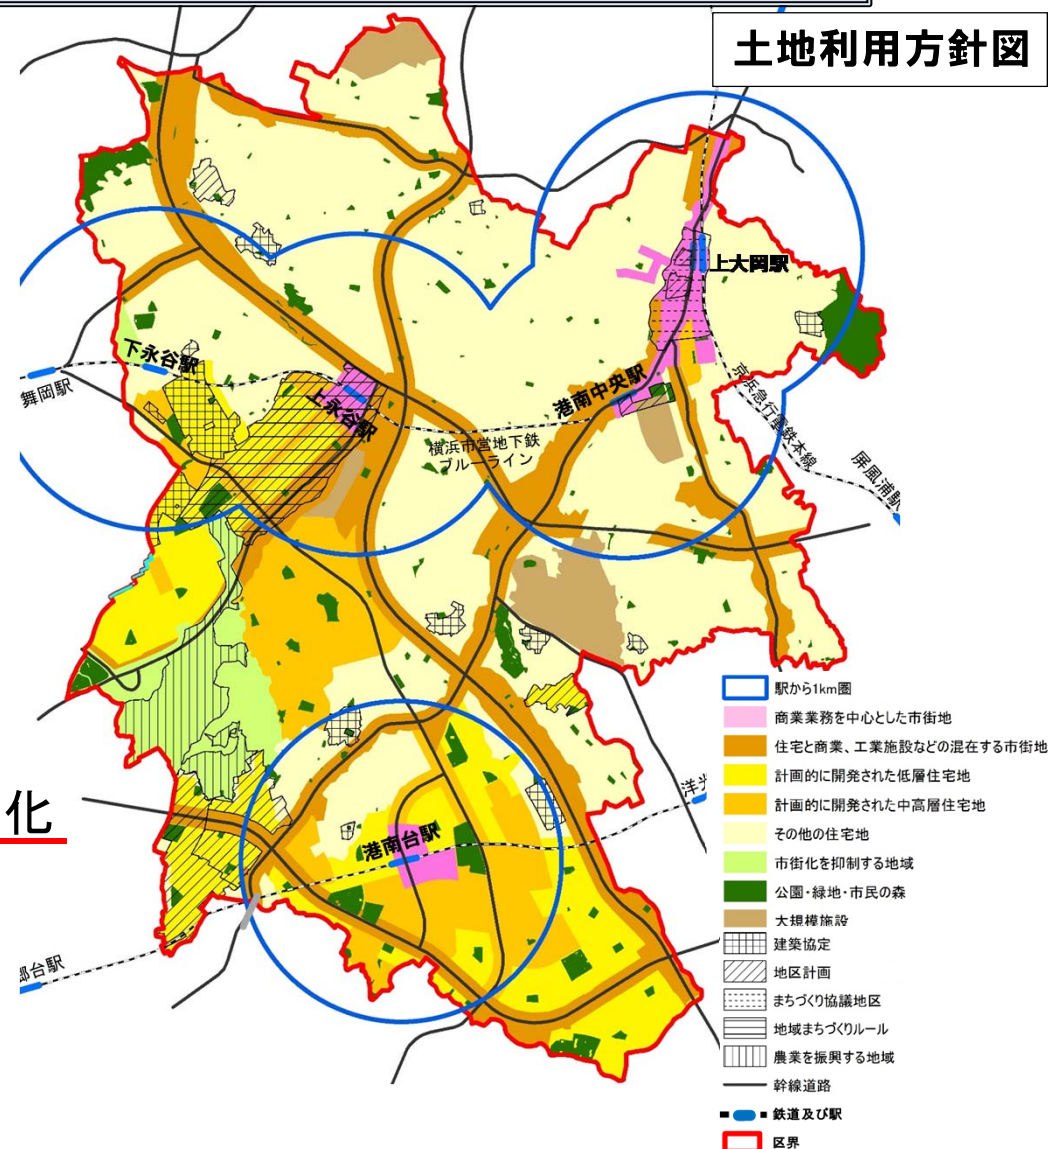 土地利用方針図
上大岡駅
下永谷駅
舞岡駅
上永谷駅
港南中央駅
京浜急行電鉄本線
横浜市営地下鉄
ブルーライン
屏風浦駅
化
港南台駅
洋光
郷台駅
駅から1km圏
商業業務を中心とした市街地
住宅と商業、工業施設などの混在する市街地
計画的に開発された低層住宅地
計画的に開発された中高層住宅地
その他の住宅地
市街化を抑制する地域
公園・緑地・市民の森
大規模施設
建築協定
地区計画
まちづくり協議地区
地域まちづくりルール
農業を振興する地域
幹線道路
鉄道及び駅
区界